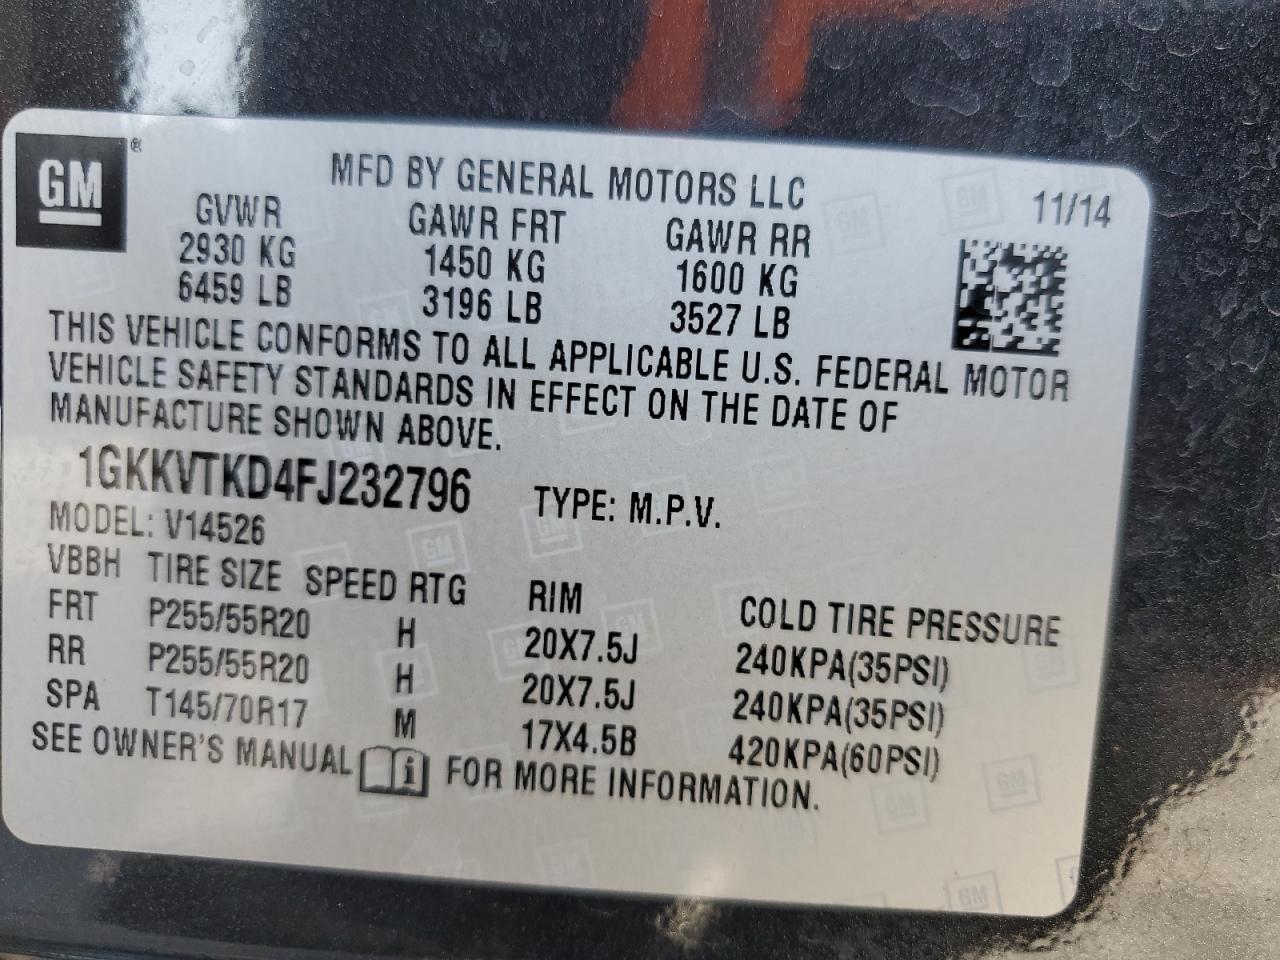 GM ®
MFD BY GENERAL MOTORS LLC
11/14
GVWR GAWR FRT GAWR RR
2930 KG 1450 KG 1600 KG
6459 LB 3196 LB 3527 LB
THIS VEHICLE CONFORMS TO ALL APPLICABLE U.S. FEDERAL MOTOR
VEHICLE SAFETY STANDARDS IN EFFECT ON THE DATE OF
MANUFACTURE SHOWN ABOVE.
1GKKVTKD4FJ232796 TYPE: M.P.V.
MODEL: V14526
VBBH TIRE SIZE SPEED RTG RIM COLD TIRE PRESSURE
FRT P255/55R20 H 20X7.5J 240KPA(35PSI)
RR P255/55R20 H 20X7.5J 240KPA(35PSI)
SPA T145/70R17 M 17X4.5B 420KPA(60PSI)
SEE OWNER'S MANUAL i FOR MORE INFORMATION.